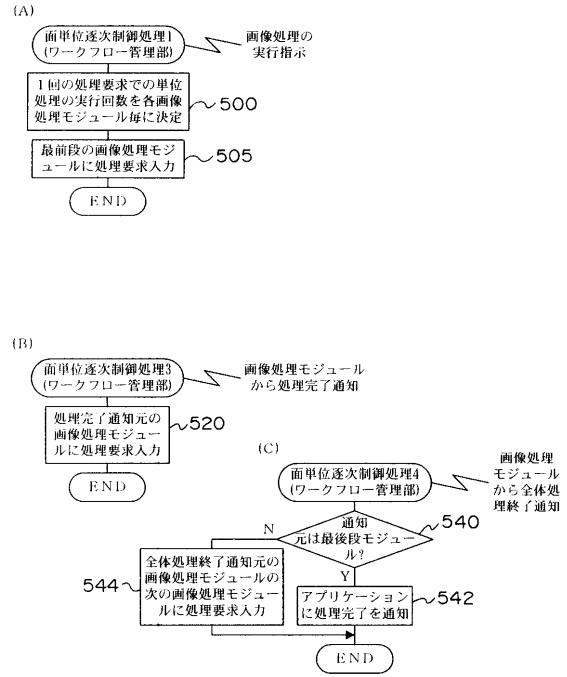 (A)
面単位逐次制御処理1
(ワークフロー管理部)
画像処理の
実行指示
1回の処理要求での単位
処理の実行回数を各画像
処理モジュール毎に決定
500
最前段の画像処理モジ
ュールに処理要求入力
505
END
(B)
面単位逐次制御処理3
(ワークフロー管理部)
画像処理モジュール
から処理完了通知
処理完了通知元の
画像処理モジュー
ルに処理要求入力
520
END
(C)
面単位逐次制御処理4
(ワークフロー管理部)
画像処理
モジュール
から全体処
理終了通知
通知
元は最後段モジュー
ル?
540
N
Y
全体処理終了通知元の
画像処理モジュールの
次の画像処理モジュー
ルに処理要求入力
544
アプリケーション
に処理完了を通知
542
END